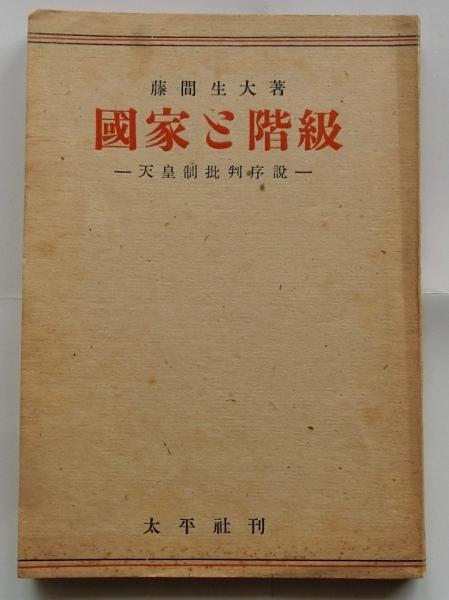 藤間生大著
國家と階級
―天皇制批判序説―
太平社刊